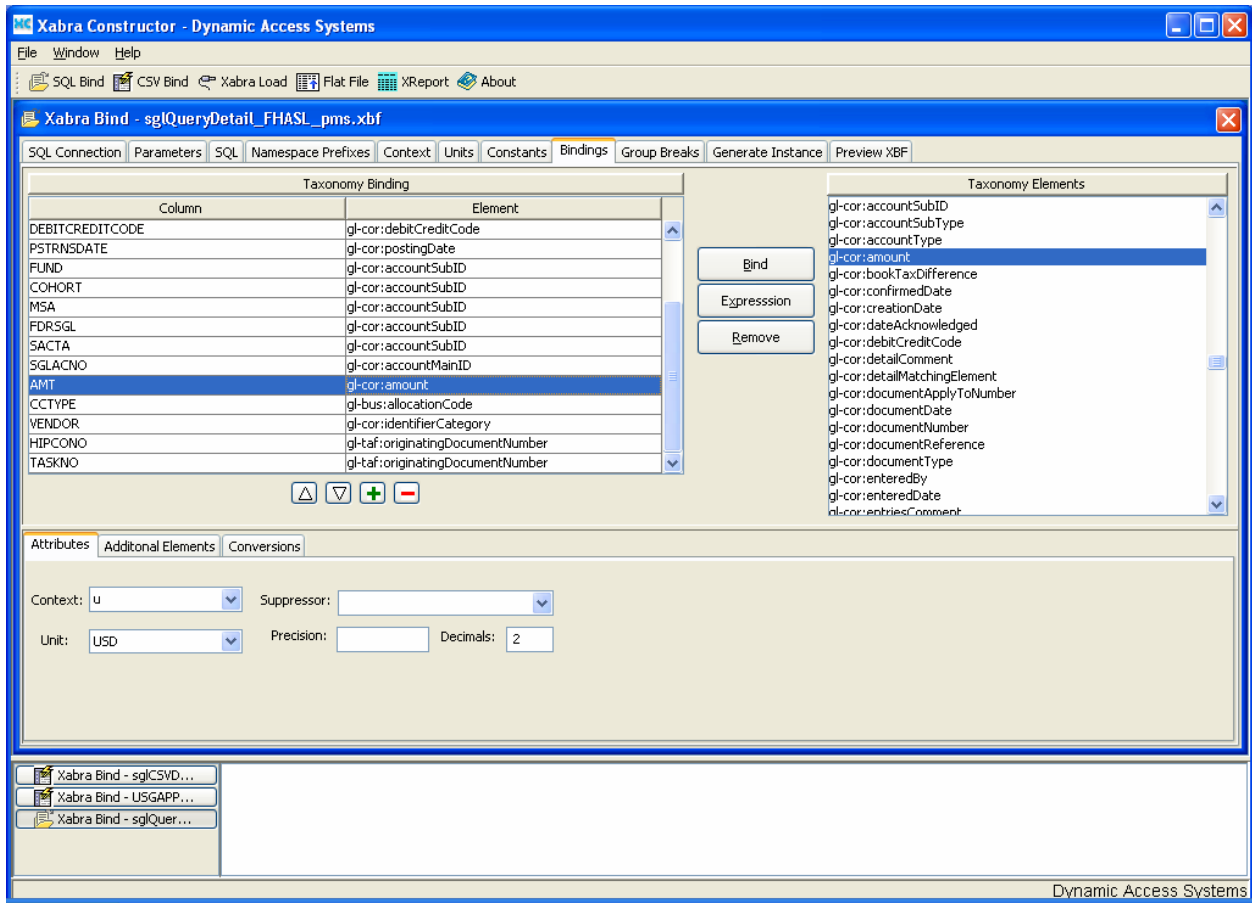 XC Xabra Constructor - Dynamic Access Systems
File Window Help
SQL Bind CSV Bind Xabra Load Flat File XReport About
Xabra Bind - sglQueryDetail_FHASL_pms.xbf
SQL Connection Parameters SQL Namespace Prefixes Context Units Constants Bindings Group Breaks Generate Instance Preview XBF
Taxonomy Binding
Column Element
DEBITCREDITCODE gl-cor:debitCreditCode
PSTRNSDATE gl-cor:postingDate
FUND gl-cor:accountSubID
COHORT gl-cor:accountSubID
MSA gl-cor:accountSubID
FDRSGL gl-cor:accountSubID
SACTA gl-cor:accountSubID
SGLACNO gl-cor:accountMainID
AMT gl-cor:amount
CCTYPE gl-bus:allocationCode
VENDOR gl-cor:identifierCategory
HIPCONO gl-taf:originatingDocumentNumber
TASKNO gl-taf:originatingDocumentNumber
Bind
Expresssion
Remove
Taxonomy Elements
gl-cor:accountSubID
gl-cor:accountSubType
gl-cor:accountType
gl-cor:amount
gl-cor:bookTaxDifference
gl-cor:confirmedDate
gl-cor:creationDate
gl-cor:dateAcknowledged
gl-cor:debitCreditCode
gl-cor:detailComment
gl-cor:detailMatchingElement
gl-cor:documentApplyToNumber
gl-cor:documentDate
gl-cor:documentNumber
gl-cor:documentReference
gl-cor:documentType
gl-cor:enteredBy
gl-cor:enteredDate
gl-cor:entriesComment
Attributes Additonal Elements Conversions
Context: u Suppressor:
Unit: USD Precision: Decimals: 2
Xabra Bind - sglCSVD...
Xabra Bind - USGAPP...
Xabra Bind - sglQuer...
Dynamic Access Systems